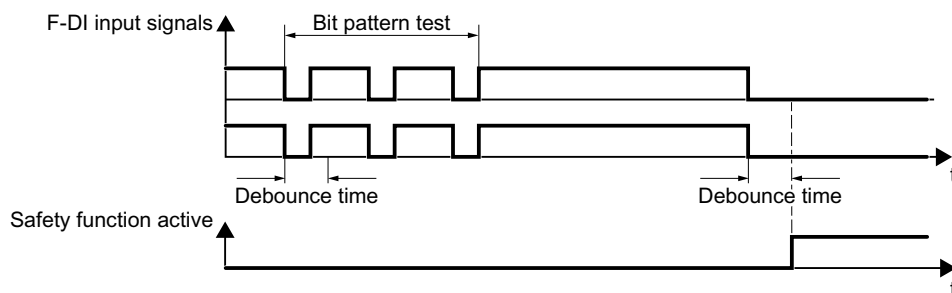 F-DI input signals
Bit pattern test
t
Debounce time
Debounce time
Safety function active
t